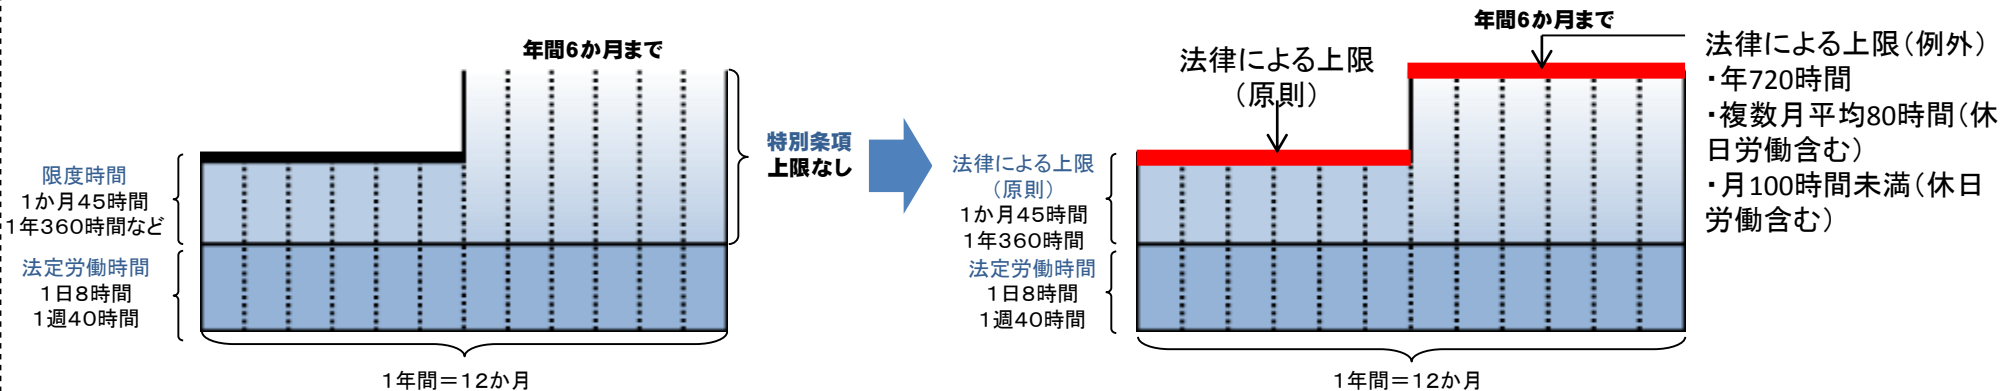 年間6か月まで
限度時間
1か月45時間
1年360時間など
法定労働時間
1日8時間
1週40時間
特別条項
上限なし
1年間=12か月
年間6か月まで
法律による上限
(原則)
法律による上限
(原則)
1か月45時間
1年360時間
法定労働時間
1日8時間
1週40時間
1年間=12か月
法律による上限(例外)
・年720時間
・複数月平均80時間(休
日労働含む)
・月100時間未満(休日
労働含む)